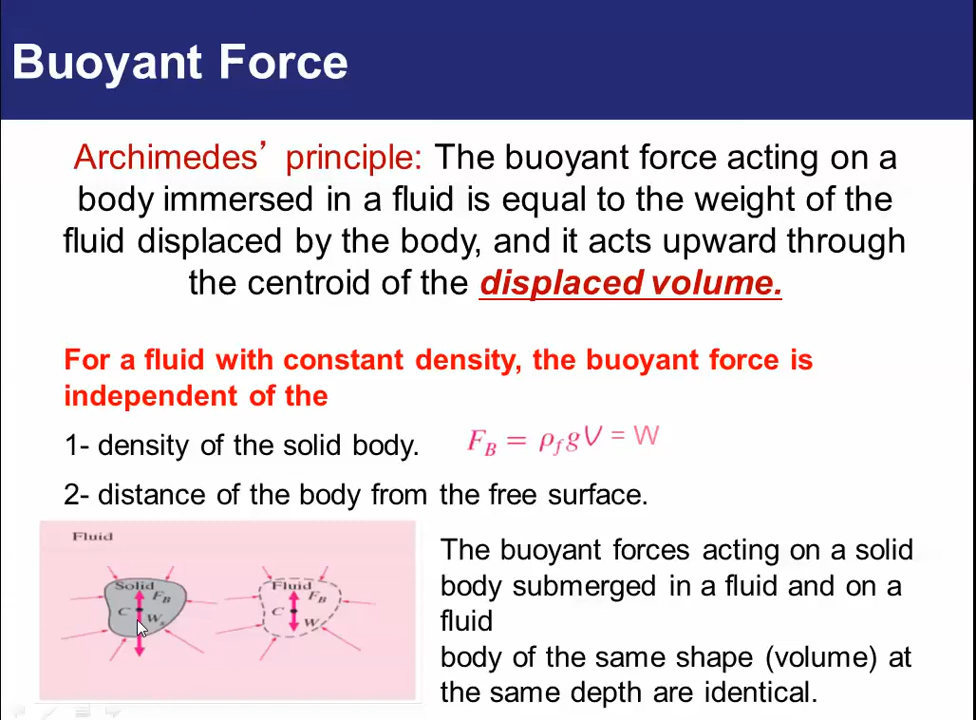 Buoyant Force
Archimedes’ principle: The buoyant force acting on a
body immersed in a fluid is equal to the weight of the
fluid displaced by the body, and it acts upward through
the centroid of the displaced volume.
For a fluid with constant density, the buoyant force is
independent of the
1- density of the solid body.
F_B = ρ_f gV = W
2- distance of the body from the free surface.
Fluid
Solid
F_B
C
W_s
Fluid
F_B
C
W
The buoyant forces acting on a solid
body submerged in a fluid and on a
fluid
body of the same shape (volume) at
the same depth are identical.